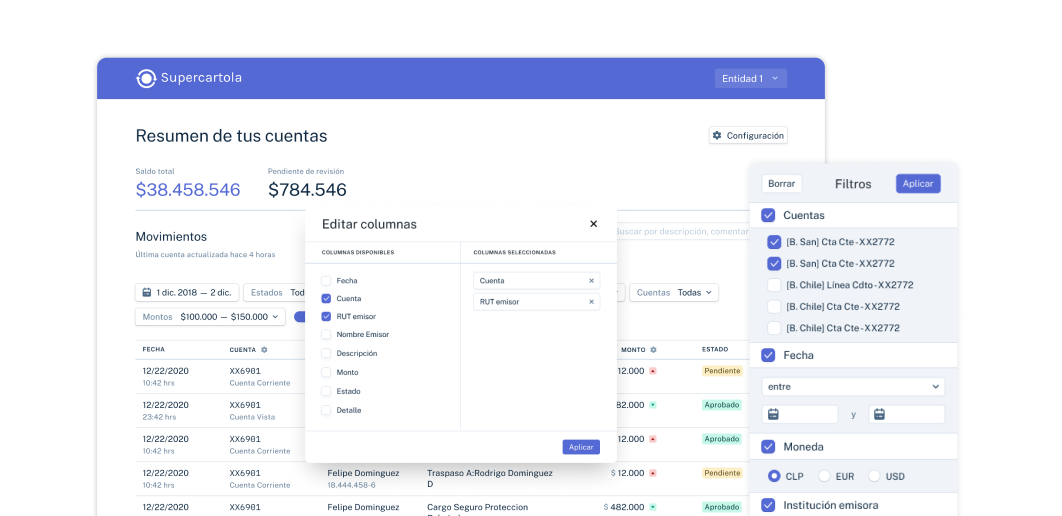 Supercartola
Entidad 1
Resumen de tus cuentas
Configuración
Saldo total
Pendiente de revisión
$38.458.546
$784.546
Movimientos
Última cuenta actualizada hace 4 horas
buscar por descripción, comentar
1 dic. 2018 — 2 dic.
Estados Tod
Cuentas Todas
Montos $100.000 — $150.000
FECHA
CUENTA
MONTO
ESTADO
12/22/2020
XX6981
12.000
Pendiente
10:42 hrs
Cuenta Corriente
12/22/2020
XX6981
82.000
Aprobado
23:42 hrs
Cuenta Vista
12/22/2020
XX6981
12.000
Aprobado
10:42 hrs
Cuenta Corriente
12/22/2020
XX6981
Felipe Dominguez
Traspaso A:Rodrigo Dominguez
$ 12.000
Pendiente
10:42 hrs
Cuenta Corriente
18.444.458-6
D
12/22/2020
XX6981
Felipe Dominguez
Cargo Seguro Proteccion
$ 482.000
Aprobado
Editar columnas
COLUMNAS DISPONIBLES
COLUMNAS SELECCIONADAS
Fecha
Cuenta
RUT emisor
Nombre Emisor
Descripción
Monto
Estado
Detalle
Cuenta
RUT emisor
Aplicar
Borrar
Filtros
Aplicar
Cuentas
[B. San] Cta Cte-XX2772
[B. San] Cta Cte-XX2772
[B. Chile] Línea Cdto-XX2772
[B. Chile] Cta Cte-XX2772
[B. Chile] Cta Cte-XX2772
Fecha
entre
y
Moneda
CLP
EUR
USD
Institución emisora